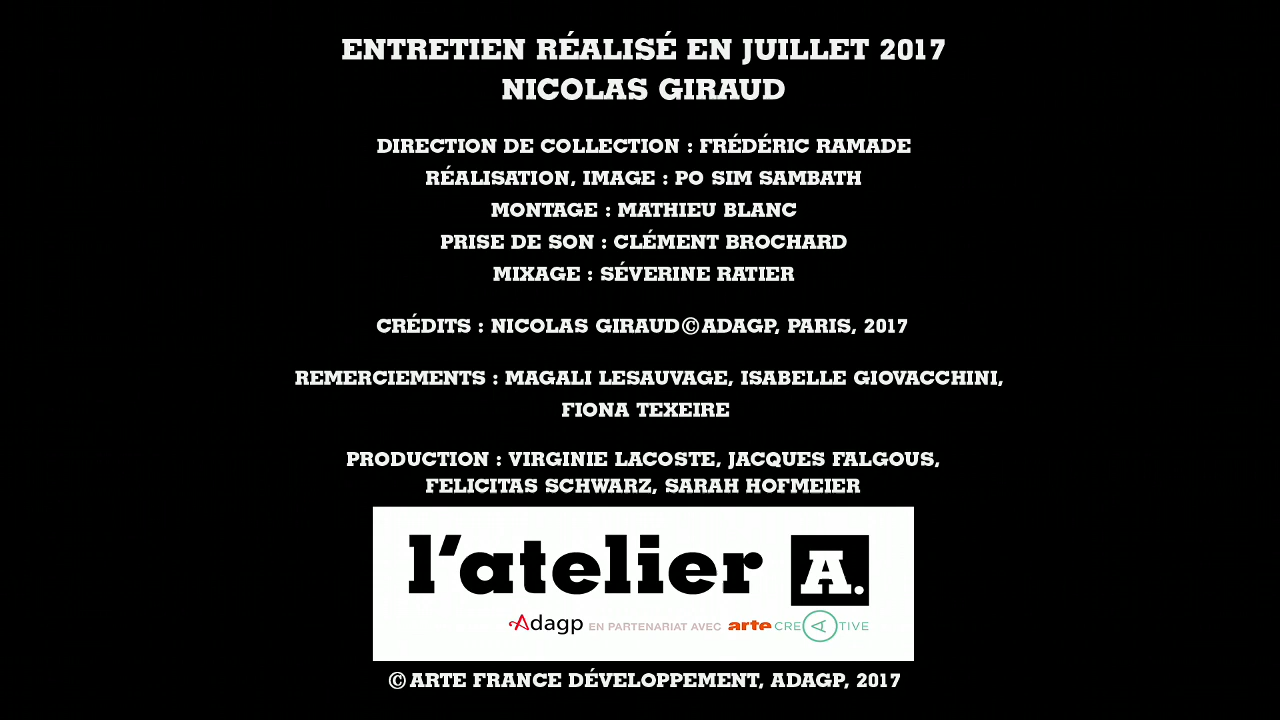 ENTRETIEN RÉALISÉ EN JUILLET 2017
NICOLAS GIRAUD
DIRECTION DE COLLECTION : FRÉDÉRIC RAMADE
RÉALISATION, IMAGE : PO SIM SAMBATH
MONTAGE : MATHIEU BLANC
PRISE DE SON : CLÉMENT BROCHARD
MIXAGE : SÉVERINE RATIER
CRÉDITS : NICOLAS GIRAUD©ADAGP, PARIS, 2017
REMERCIEMENTS : MAGALI LESAUVAGE, ISABELLE GIOVACCHINI,
FIONA TEXEIRE
PRODUCTION : VIRGINIE LACOSTE, JACQUES FALGOUS,
FELICITAS SCHWARZ, SARAH HOFMEIER
l'atelier A.
Adagp EN PARTENARIAT AVEC arte CREATIVE
© ARTE FRANCE DÉVELOPPEMENT, ADAGP, 2017